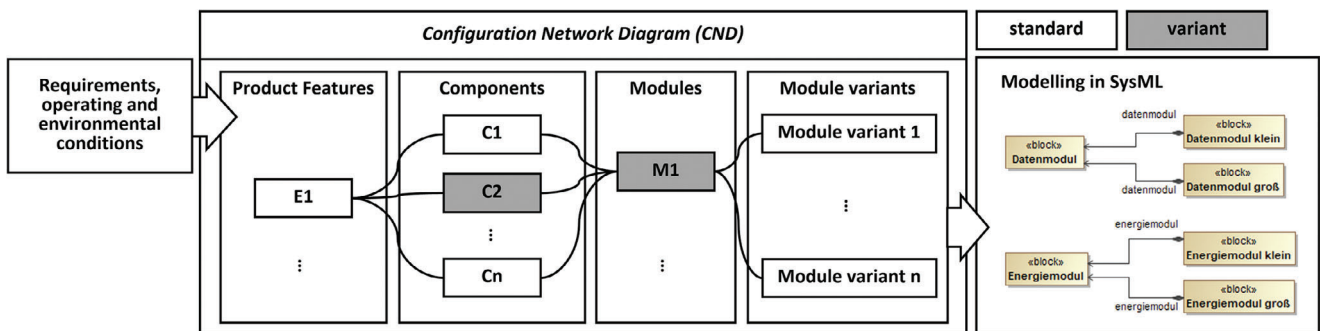 Configuration Network Diagram (CND)
standard
variant
Requirements,
operating and
environmental
conditions
Product Features
E1
⋮
Components
C1
C2
⋮
Cn
Modules
M1
⋮
Module variants
Module variant 1
⋮
Module variant n
Modelling in SysML
datenmodul
«block»
Datenmodul klein
«block»
Datenmodul
«block»
Datenmodul groß
datenmodul
energiemodul
«block»
Energiemodul klein
«block»
Energiemodul
«block»
Energiemodul groß
energiemodul